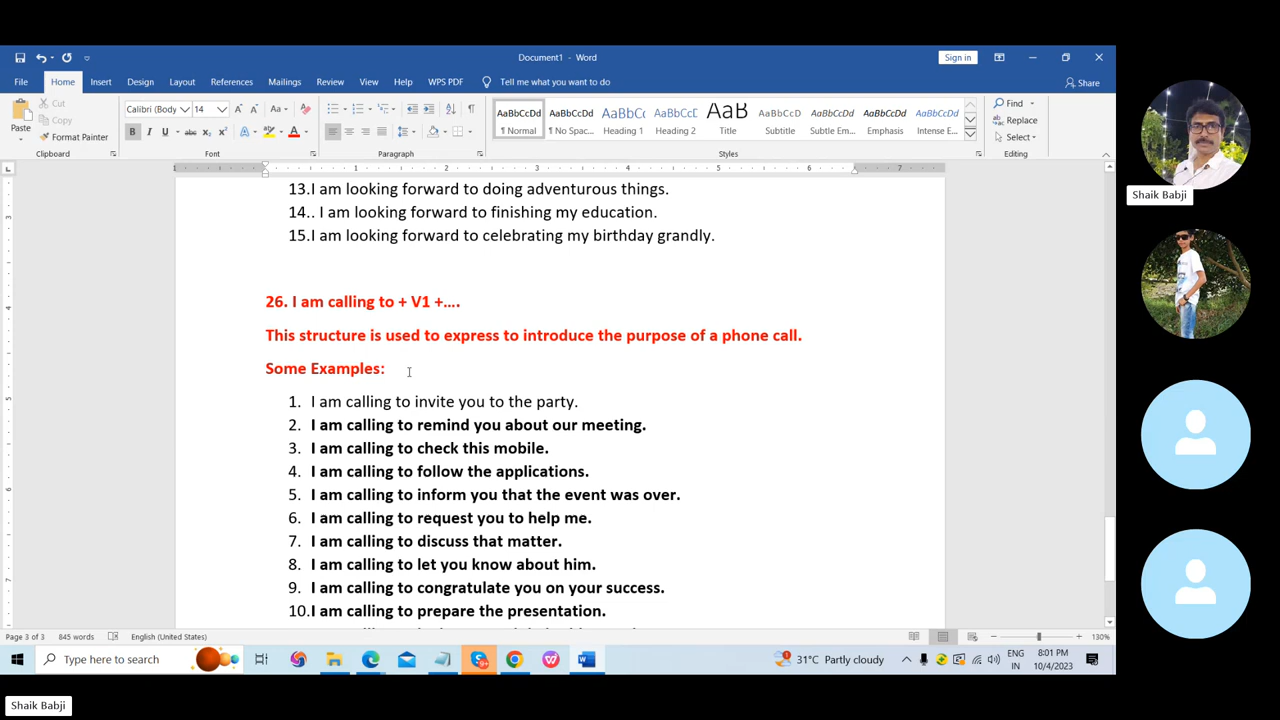 Document1 - Word
Sign in
File Home Insert Design Layout References Mailings Review View Help WPS PDF Tell me what you want to do Share
Paste
Cut
Copy
Format Painter
Clipboard
Calibri (Body 14
Font
Paragraph
AaBbCcDd AaBbCcDd AaBbC( AaBbCcC AaB AaBbCcD AaBbCcDd AaBbCcDd AaBbCcDd
¶ Normal ¶ No Spac... Heading 1 Heading 2 Title Subtitle Subtle Em... Emphasis Intense E...
Styles
Find
Replace
Select
Editing
13.I am looking forward to doing adventurous things.
14.. I am looking forward to finishing my education.
15.I am looking forward to celebrating my birthday grandly.
26. I am calling to + V1 +....
This structure is used to express to introduce the purpose of a phone call.
Some Examples:
1. I am calling to invite you to the party.
2. I am calling to remind you about our meeting.
3. I am calling to check this mobile.
4. I am calling to follow the applications.
5. I am calling to inform you that the event was over.
6. I am calling to request you to help me.
7. I am calling to discuss that matter.
8. I am calling to let you know about him.
9. I am calling to congratulate you on your success.
10.I am calling to prepare the presentation.
Page 3 of 3 845 words English (United States) 130%
Type here to search
31°C Partly cloudy
ENG
IN
8:01 PM
10/4/2023
Shaik Babji
Shaik Babji